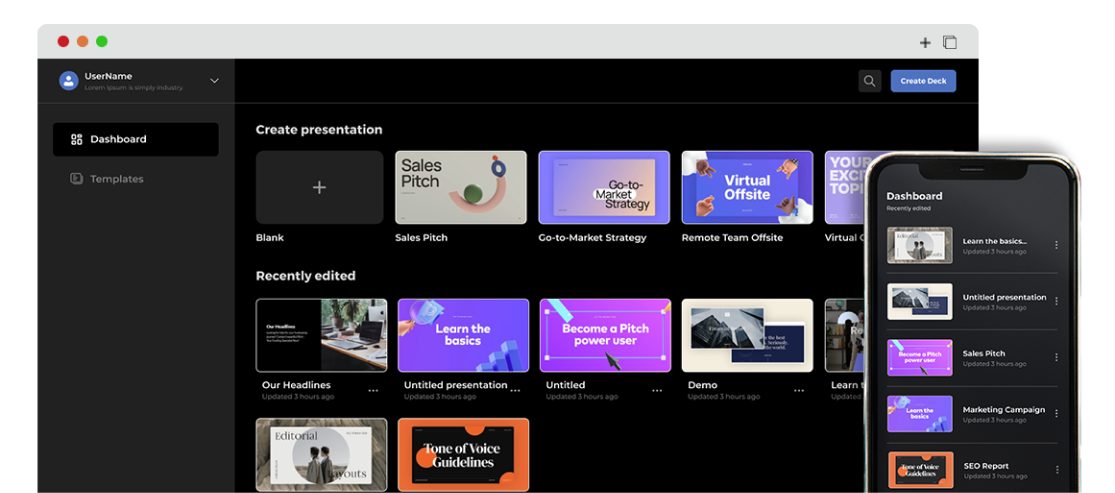 UserName
Lorem Ipsum is simply industry.
Create Deck
Dashboard
Templates
Create presentation
Sales
Pitch
Go-to-
Market
Strategy
Virtual
Offsite
YOUR
EXCI
TOPI
Blank
Sales Pitch
Go-to-Market Strategy
Remote Team Offsite
Virtual C
Recently edited
Our Headlines
Learn the
basics
Become a Pitch
power user
Our Headlines
Updated 3 hours ago
Untitled presentation
Updated 3 hours ago
Untitled
Updated 3 hours ago
Demo
Updated 3 hours ago
Learn t
Updated
Editorial
layouts
Tone of Voice
Guidelines
Dashboard
Recently edited
Editorial
layouts
Learn the basics...
Updated 3 hours ago
Untitled presentation
Updated 3 hours ago
Become a Pitch
power user
Sales Pitch
Updated 3 hours ago
Learn the
basics
Marketing Campaign
Updated 3 hours ago
Tone of Voice
Guidelines
SEO Report
Updated 3 hours ago